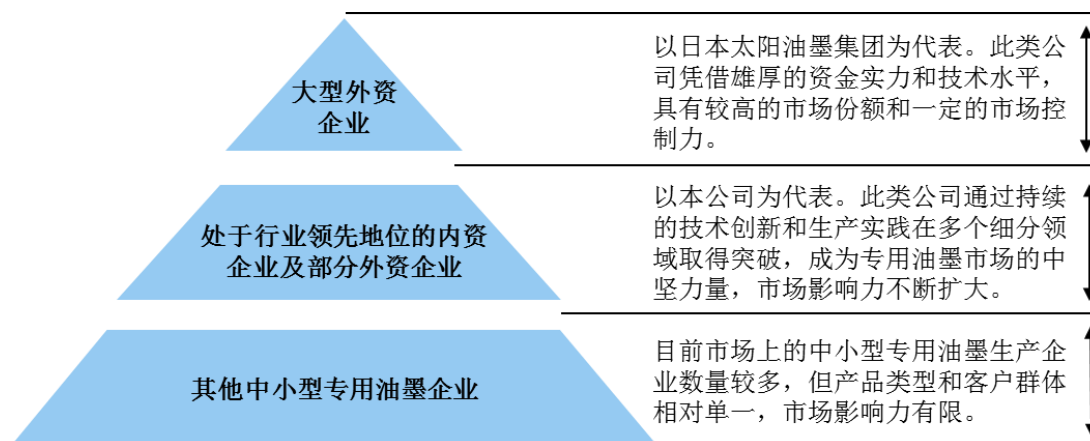 大型外资
企业
以日本太阳油墨集团为代表。此类公
司凭借雄厚的资金实力和技术水平，
具有较高的市场份额和一定的市场控
制力。
处于行业领先地位的内资
企业及部分外资企业
以本公司为代表。此类公司通过持续
的技术创新和生产实践在多个细分领
域取得突破，成为专用油墨市场的中
坚力量，市场影响力不断扩大。
其他中小型专用油墨企业
目前市场上的中小型专用油墨生产企
业数量较多，但产品类型和客户群体
相对单一，市场影响力有限。